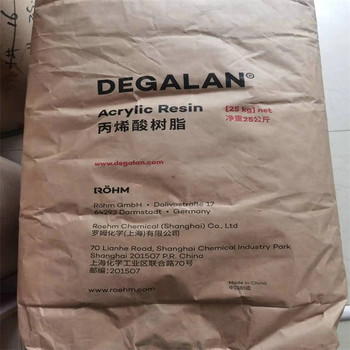 DEGALAN®
Acrylic Resin
[25 kg] net
丙烯酸树脂
净重25公斤
www.degalan.com
RÖHM
Röhm GmbH • Dolivostraße 17
64293 Darmstadt • Germany
Roehm Chemical (Shanghai) Co., Ltd
罗姆化学(上海)有限公司
70 Lianhe Road, Shanghai Chemical Industry Park
Shanghai 201507 P.R. China
上海化学工业区联合路70号
邮编:201507
www.roehm.com
Made in China
中国制造